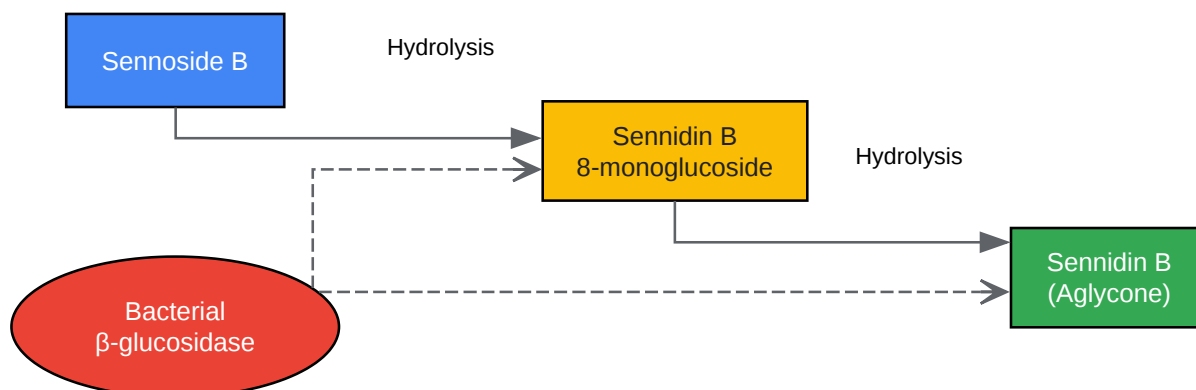 Sennoside B
Hydrolysis
Sennidin B
8-monoglucoside
Hydrolysis
Sennidin B
(Aglycone)
Bacterial
β-glucosidase